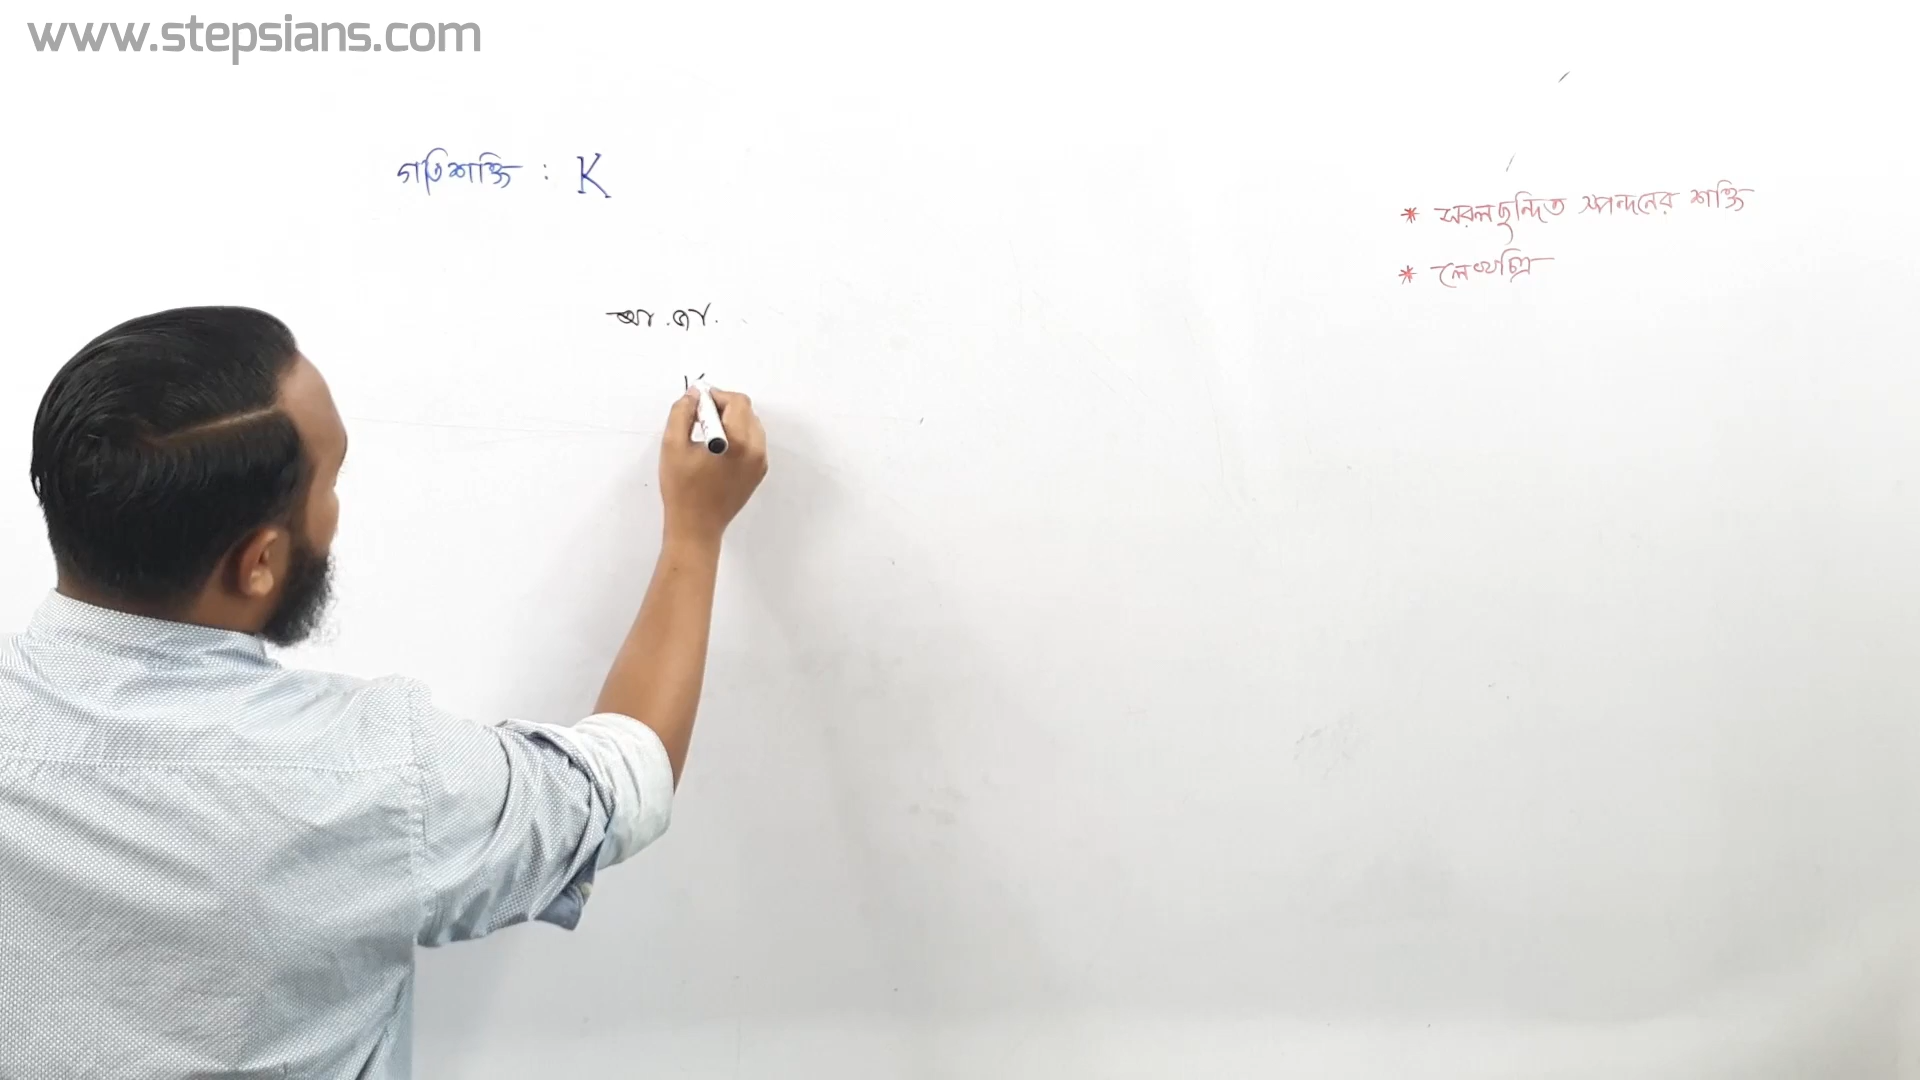 www.stepsians.com
গতিশক্তি : K
* সরলছন্দিত স্পন্দনের শক্তি
* লেখচিত্র
আ.জা.
K